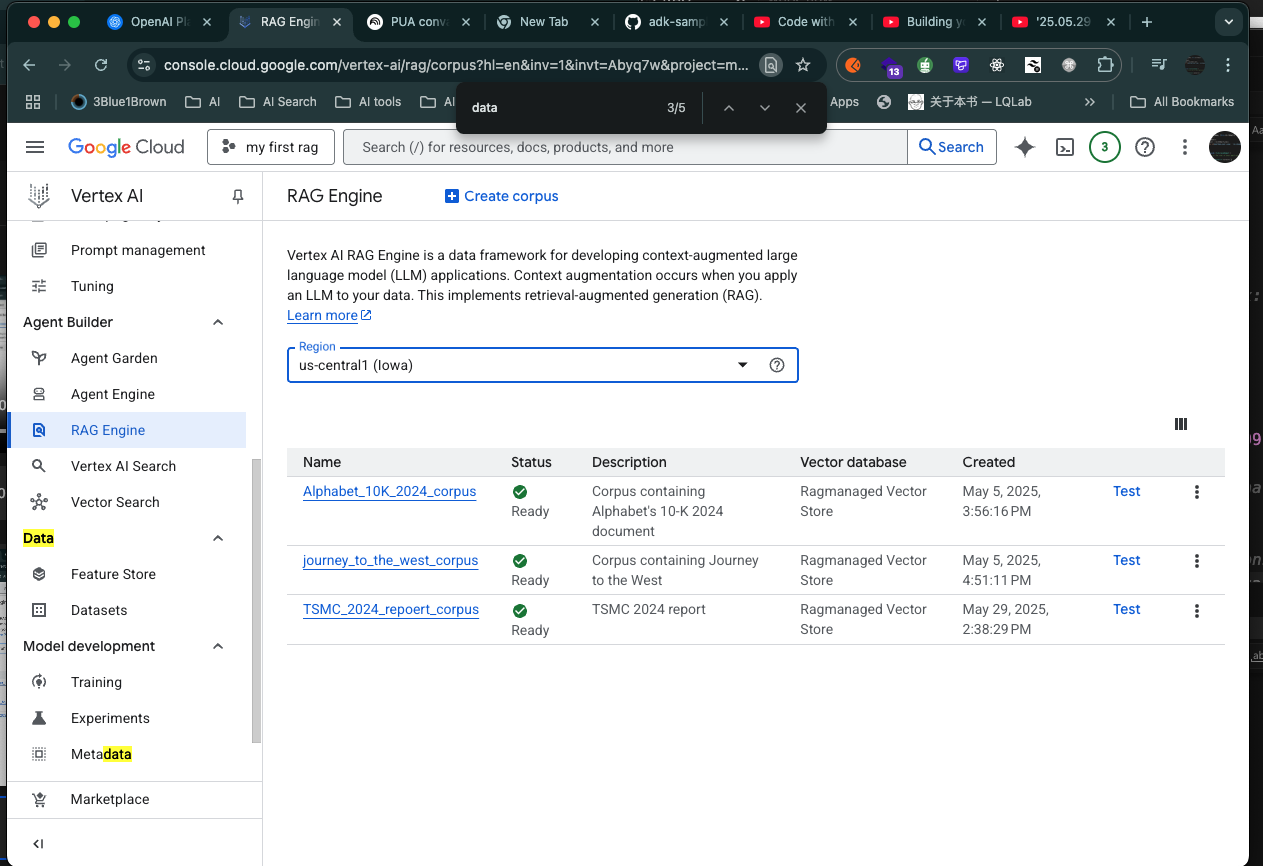 OpenAI Pl
RAG Engin
PUA conv
New Tab
adk-samp
Code with
Building y
'25.05.29
console.cloud.google.com/vertex-ai/rag/corpus?hl=en&inv=1&invt=Abyq7w&project=m...
13
3Blue1Brown
AI
AI Search
AI tools
AI
Apps
关于本书 — LQLab
»
All Bookmarks
data
3/5
Google Cloud
my first rag
Search (/) for resources, docs, products, and more
Search
3
Vertex AI
Prompt management
Tuning
Agent Builder
Agent Garden
Agent Engine
RAG Engine
Vertex AI Search
Vector Search
Data
Feature Store
Datasets
Model development
Training
Experiments
Metadata
Marketplace
RAG Engine
Create corpus
Vertex AI RAG Engine is a data framework for developing context-augmented large
language model (LLM) applications. Context augmentation occurs when you apply
an LLM to your data. This implements retrieval-augmented generation (RAG).
Learn more
Region
us-central1 (Iowa)
Name Status Description Vector database Created
Alphabet_10K_2024_corpus
Ready
Corpus containing
Alphabet's 10-K 2024
document
Ragmanaged Vector
Store
May 5, 2025,
3:56:16 PM
Test
journey_to_the_west_corpus
Ready
Corpus containing Journey
to the West
Ragmanaged Vector
Store
May 5, 2025,
4:51:11 PM
Test
TSMC_2024_repoert_corpus
Ready
TSMC 2024 report
Ragmanaged Vector
Store
May 29, 2025,
2:38:29 PM
Test